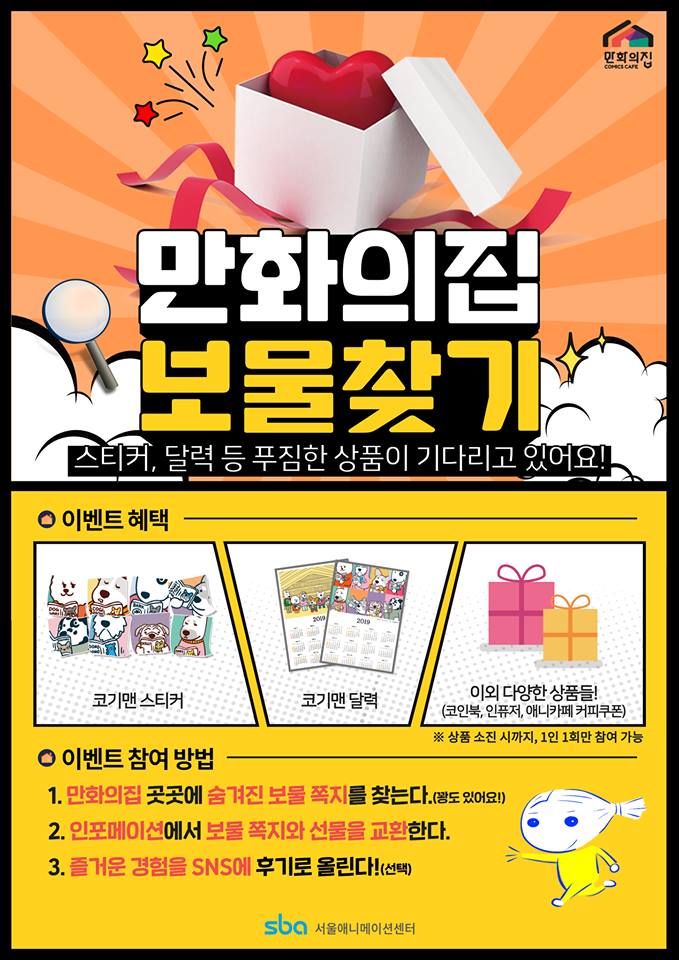 만화의집
COMICS CAFE
만화의집
보물찾기
스티커, 달력 등 푸짐한 상품이 기다리고 있어요!
이벤트 혜택
2019
2019
코기맨 스티커
코기맨 달력
이외 다양한 상품들!
(코인북, 인퓨저, 애니카페 커피쿠폰)
※ 상품 소진 시까지, 1인 1회만 참여 가능
이벤트 참여 방법
1. 만화의집 곳곳에 숨겨진 보물 쪽지를 찾는다.(꽝도 있어요!)
2. 인포메이션에서 보물 쪽지와 선물을 교환한다.
3. 즐거운 경험을 SNS에 후기로 올린다!(선택)
sba 서울애니메이션센터